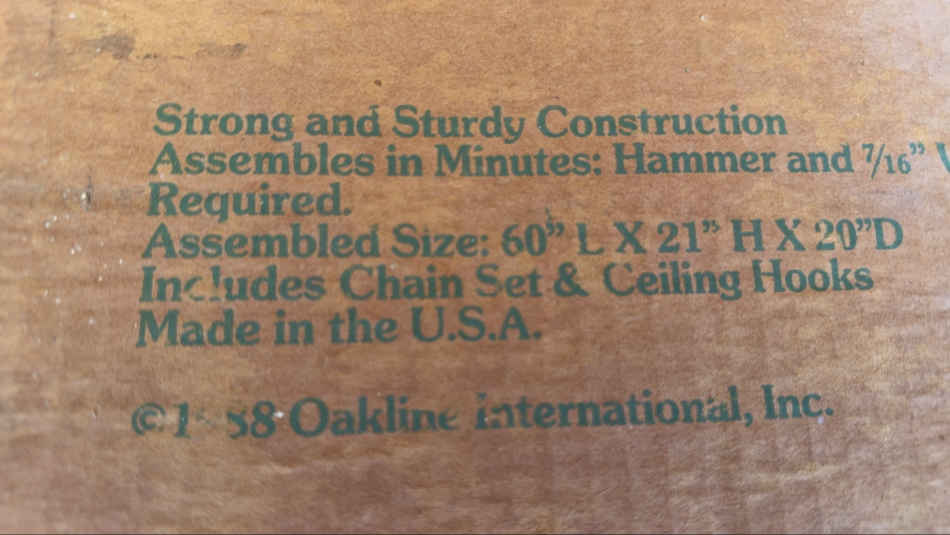 Strong and Sturdy Construction
Assembles in Minutes: Hammer and 7/16"
Required.
Assembled Size: 60" L X 21" H X 20"D
Includes Chain Set & Ceiling Hooks
Made in the U.S.A.
© Oakline International, Inc.